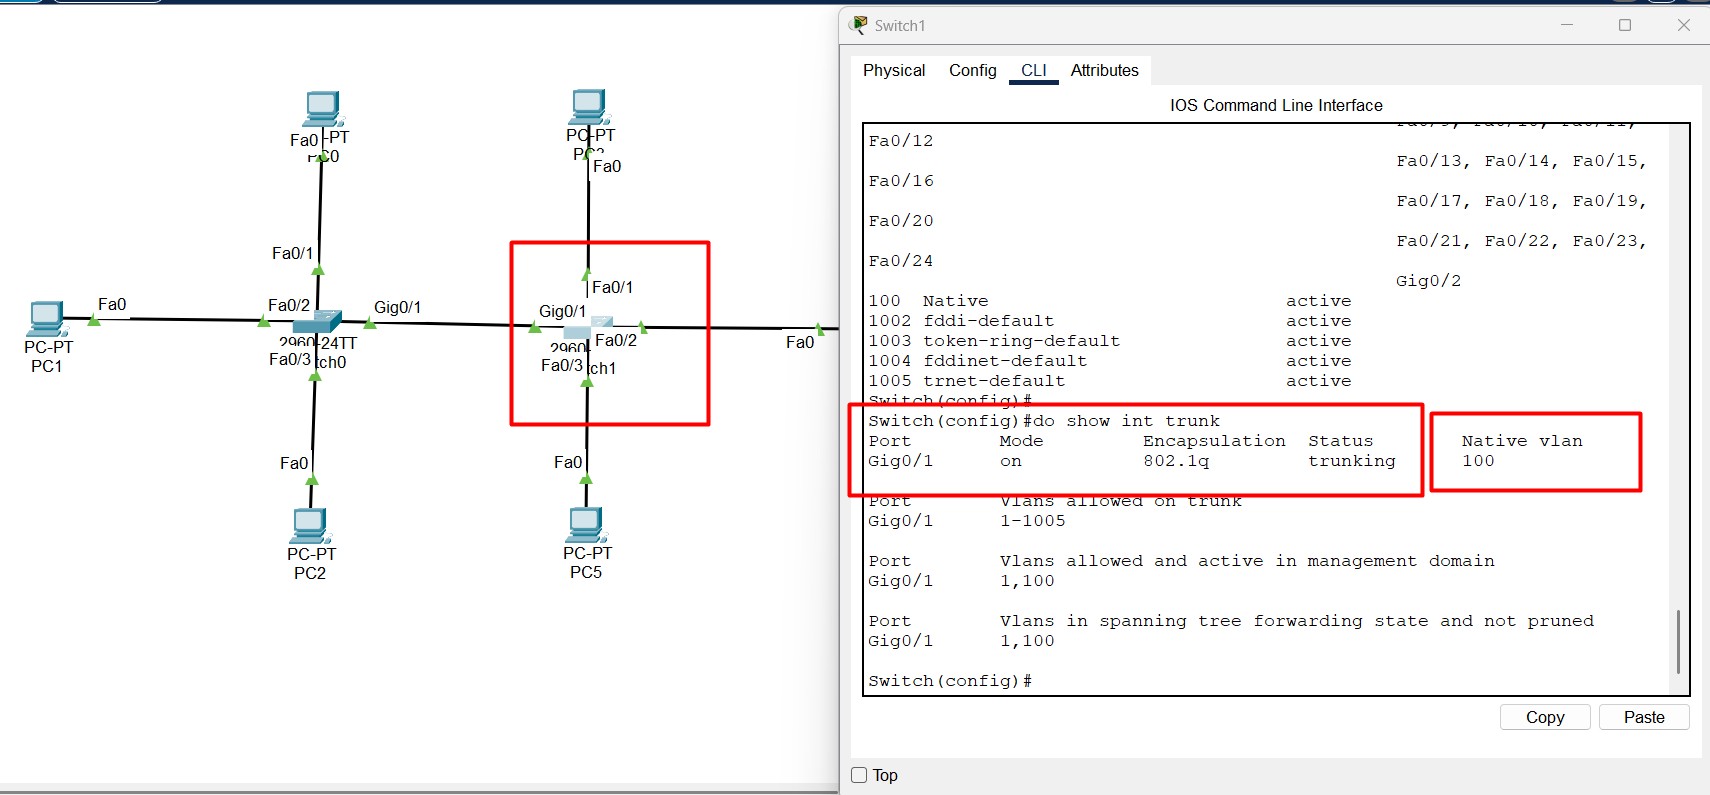 Fa0
-PT
PC0
Fa0/1
Fa0
Fa0/2
Gig0/1
PC-PT
PC1
2960-24TT
Fa0/3
tch0
Fa0
PC-PT
PC2
PC-PT
Fa0
Fa0/1
Gig0/1
2960-
Fa0/2
Fa0/3
tch1
Fa0
Fa0
PC-PT
PC5
Switch1
Physical Config CLI Attributes
IOS Command Line Interface
Fa0/12
Fa0/13, Fa0/14, Fa0/15,
Fa0/16
Fa0/17, Fa0/18, Fa0/19,
Fa0/20
Fa0/21, Fa0/22, Fa0/23,
Fa0/24
Gig0/2
100 Native active
1002 fddi-default active
1003 token-ring-default active
1004 fddinet-default active
1005 trnet-default active
Switch(config)#
Switch(config)#do show int trunk
Port Mode Encapsulation Status Native vlan
Gig0/1 on 802.1q trunking 100
Port Vlans allowed on trunk
Gig0/1 1-1005
Port Vlans allowed and active in management domain
Gig0/1 1,100
Port Vlans in spanning tree forwarding state and not pruned
Gig0/1 1,100
Switch(config)#
Copy Paste
Top